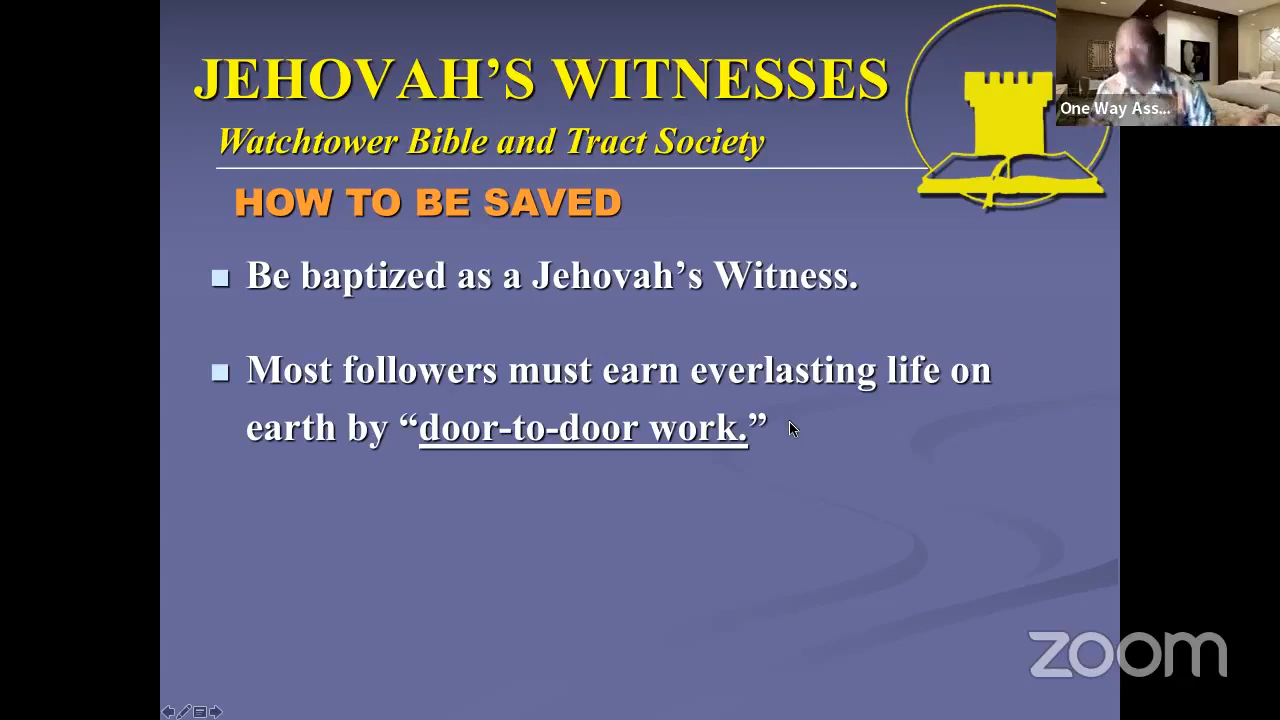 JEHOVAH’S WITNESSES
Watchtower Bible and Tract Society
HOW TO BE SAVED
Be baptized as a Jehovah’s Witness.
Most followers must earn everlasting life on
earth by “door-to-door work.”
One Way Ass...
zoom